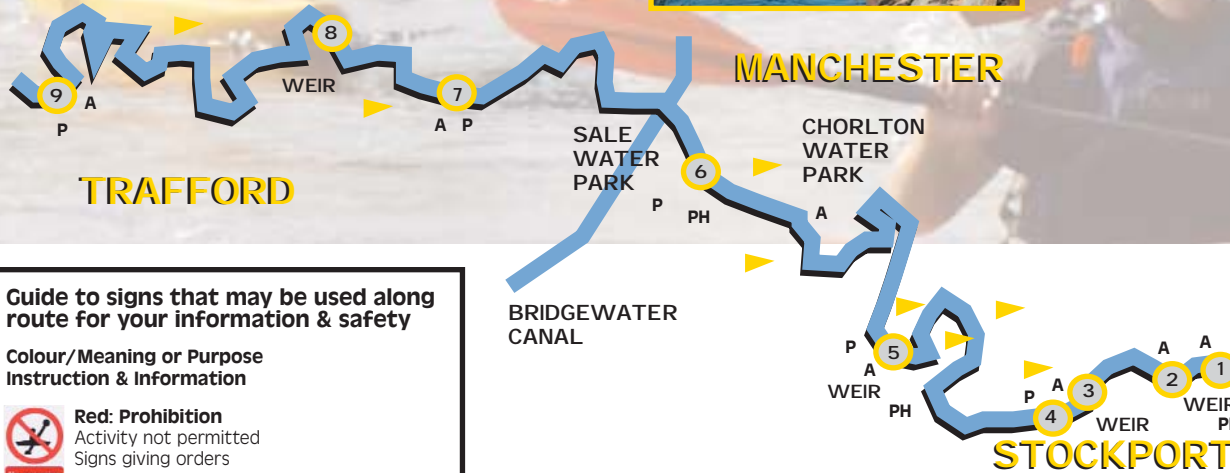 8
MANCHESTER
9
A
P
WEIR
7
A P
SALE
WATER
PARK
CHORLTON
WATER
PARK
TRAFFORD
6
P
PH
A
Guide to signs that may be used along
route for your information & safety
Colour/Meaning or Purpose
Instruction & Information
Red: Prohibition
Activity not permitted
Signs giving orders
BRIDGEWATER
CANAL
P
5
A
WEIR
PH
A
A
1
2
P
A
3
4
WEIR
WEIR
STOCKPORT